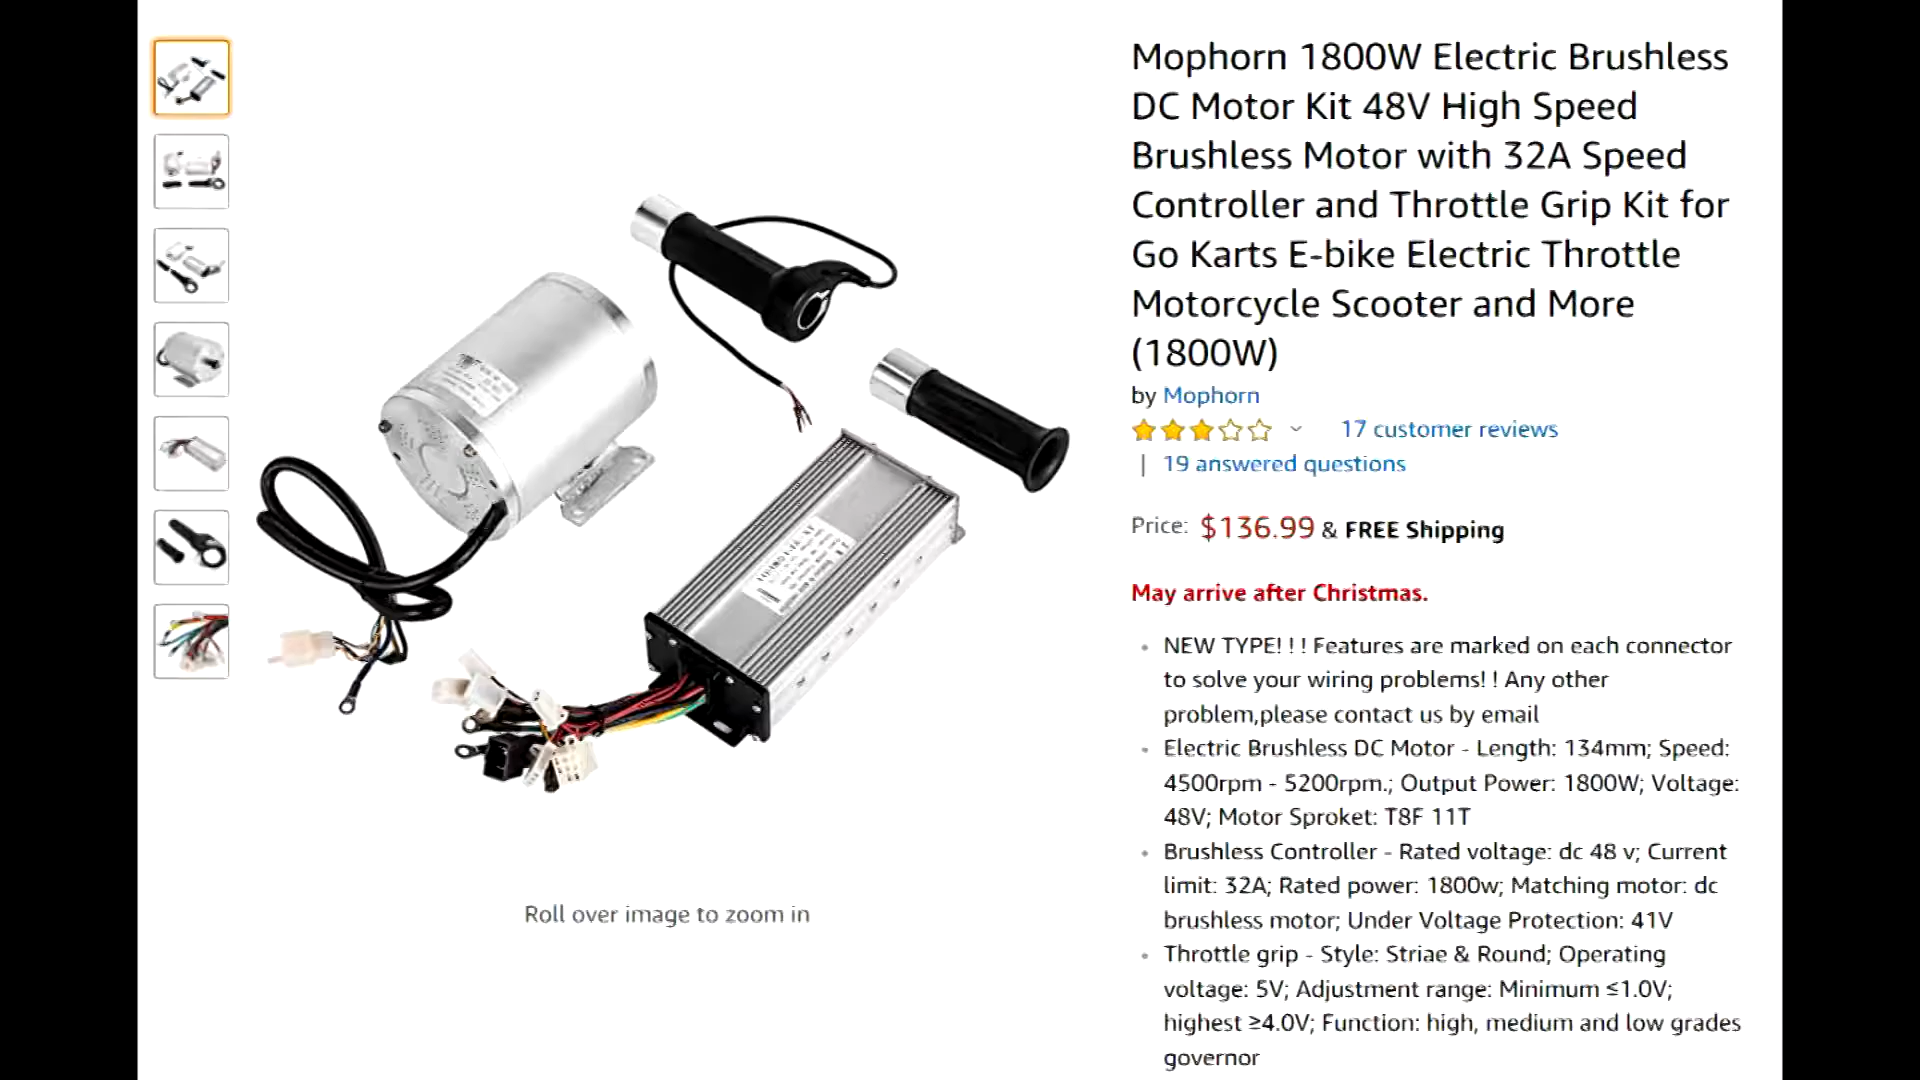 Mophorn 1800W Electric Brushless
DC Motor Kit 48V High Speed
Brushless Motor with 32A Speed
Controller and Throttle Grip Kit for
Go Karts E-bike Electric Throttle
Motorcycle Scooter and More
(1800W)
by Mophorn
17 customer reviews
| 19 answered questions
Price: $136.99 & FREE Shipping
May arrive after Christmas.
• NEW TYPE! ! ! Features are marked on each connector
to solve your wiring problems! ! Any other
problem,please contact us by email
• Electric Brushless DC Motor - Length: 134mm; Speed:
4500rpm - 5200rpm.; Output Power: 1800W; Voltage:
48V; Motor Sproket: T8F 11T
• Brushless Controller - Rated voltage: dc 48 v; Current
limit: 32A; Rated power: 1800w; Matching motor: dc
brushless motor; Under Voltage Protection: 41V
• Throttle grip - Style: Striae & Round; Operating
voltage: 5V; Adjustment range: Minimum ≤1.0V;
highest ≥4.0V; Function: high, medium and low grades
governor
Roll over image to zoom in